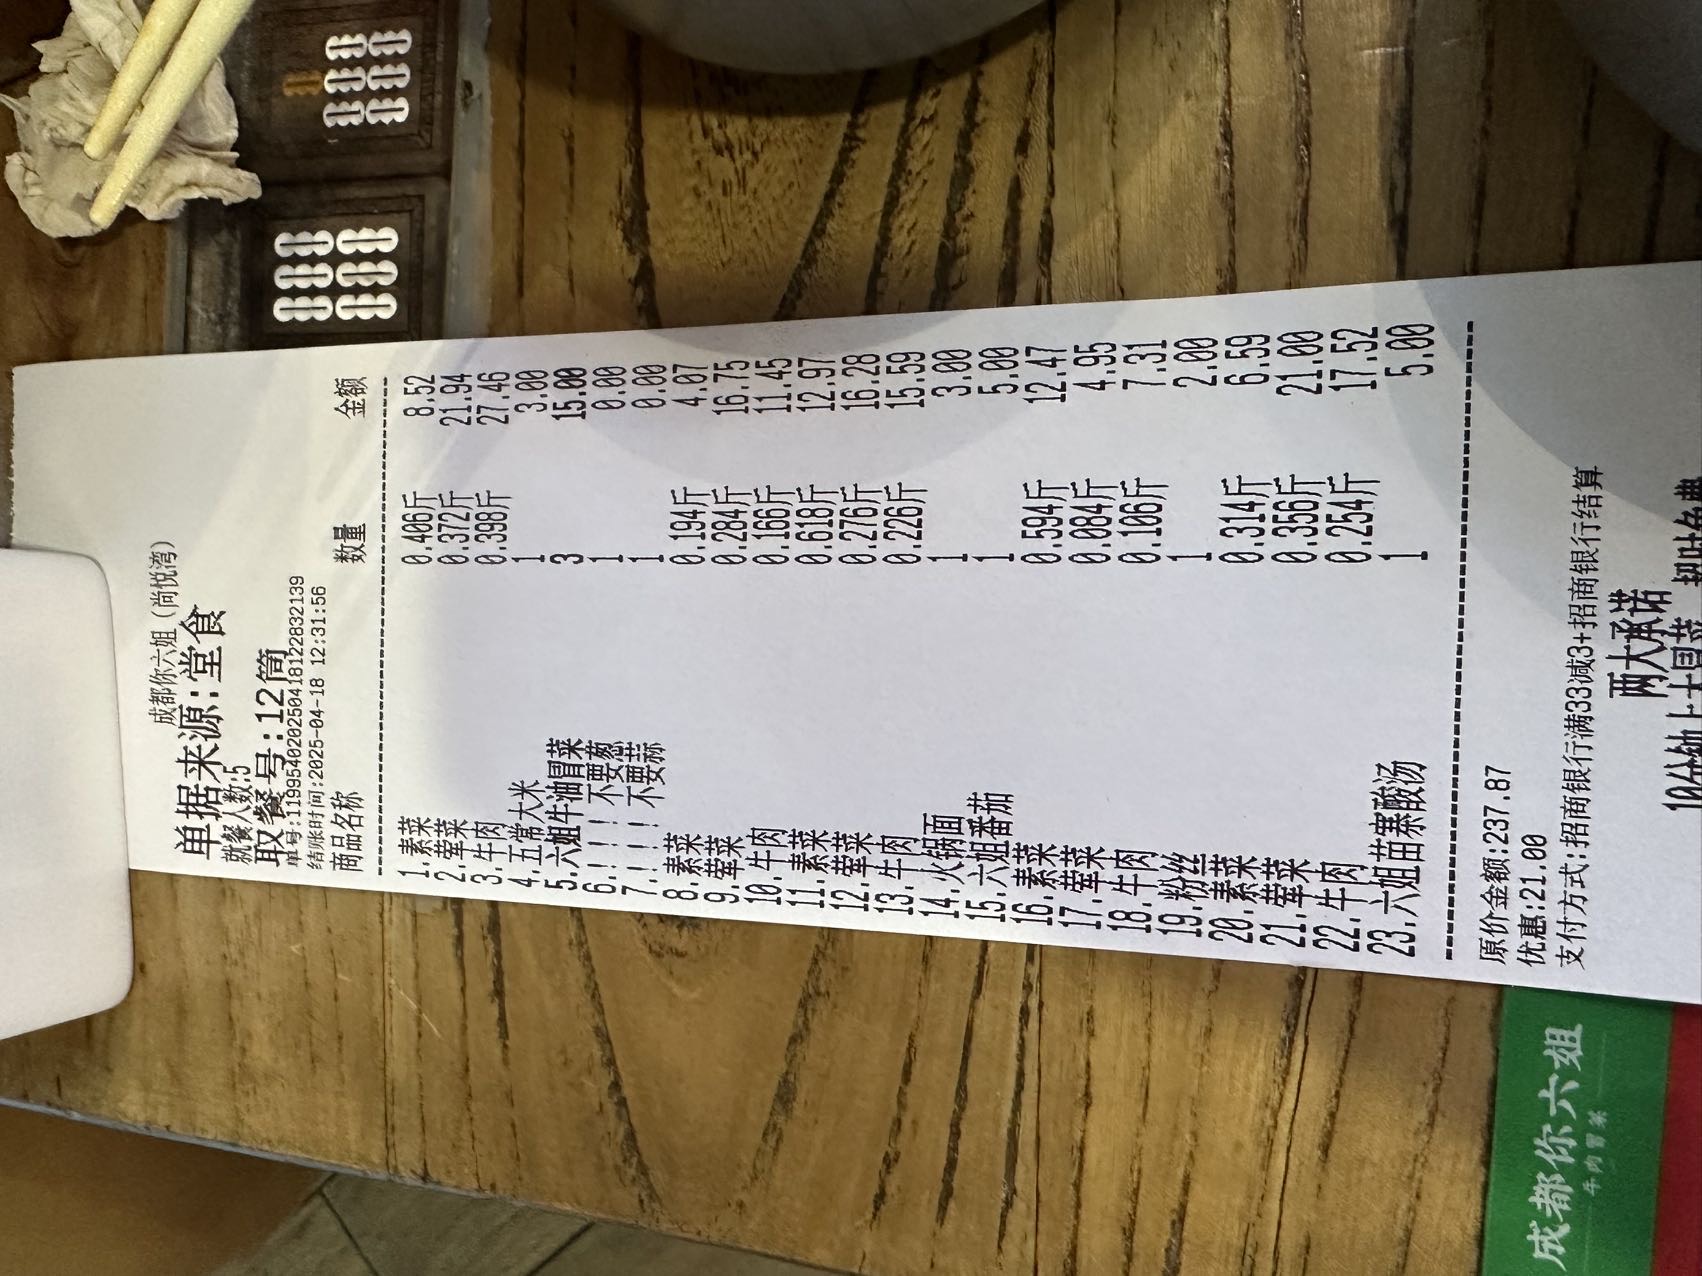 成都你六姐(尚悦湾)
单据来源:堂食
就餐人数:5
取餐号:12筒
单号:119954020250418122832139
结账时间:2025-04-18 12:31:56
商品名称 数量 金额
1.素菜 0.406斤 8.52
2.荤菜 0.372斤 21.94
3.牛肉 0.398斤 27.46
4.五常大米 1 3.00
5.六姐牛油冒菜 3 15.00
6.!!!!不要葱 1 0.00
7.!!!!不要蒜 1 0.00
8.素菜 0.194斤 4.07
9.荤菜 0.284斤 16.75
10.牛肉 0.166斤 11.45
11.素菜 0.618斤 12.97
12.荤菜 0.276斤 16.28
13.牛肉 0.226斤 15.59
14.火锅面 1 3.00
15.六姐番茄 1 5.00
16.素菜 0.594斤 12.47
17.荤菜 0.084斤 4.95
18.牛肉 0.106斤 7.31
19.粉丝 1 2.00
20.素菜 0.314斤 6.59
21.荤菜 0.356斤 21.00
22.牛肉 0.254斤 17.52
23.六姐苗寨酸汤 1 5.00
原价金额:237.87
优惠:21.00
支付方式:招商银行满33减3+招商银行结算
两大承诺
10分钟上
成都你六姐
牛肉冒菜